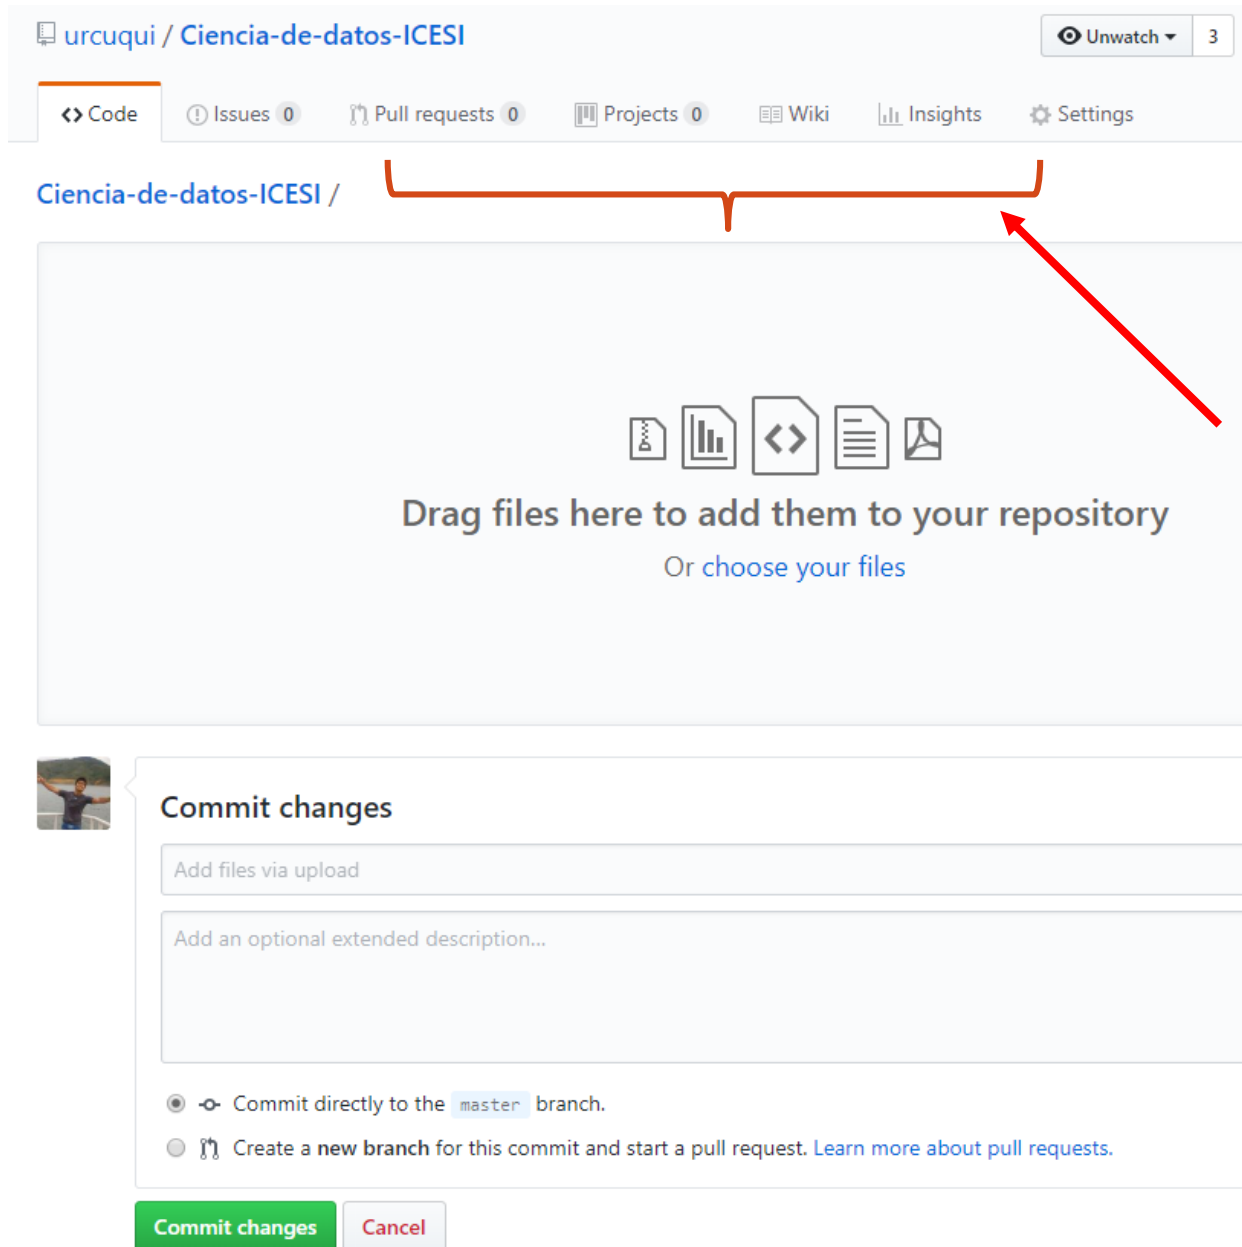 urcuqui / Ciencia-de-datos-ICESI
Unwatch 3
Code Issues 0 Pull requests 0 Projects 0 Wiki Insights Settings
Ciencia-de-datos-ICESI /
Drag files here to add them to your repository
Or choose your files
Commit changes
Add files via upload
Add an optional extended description...
Commit directly to the master branch.
Create a new branch for this commit and start a pull request. Learn more about pull requests.
Commit changes Cancel